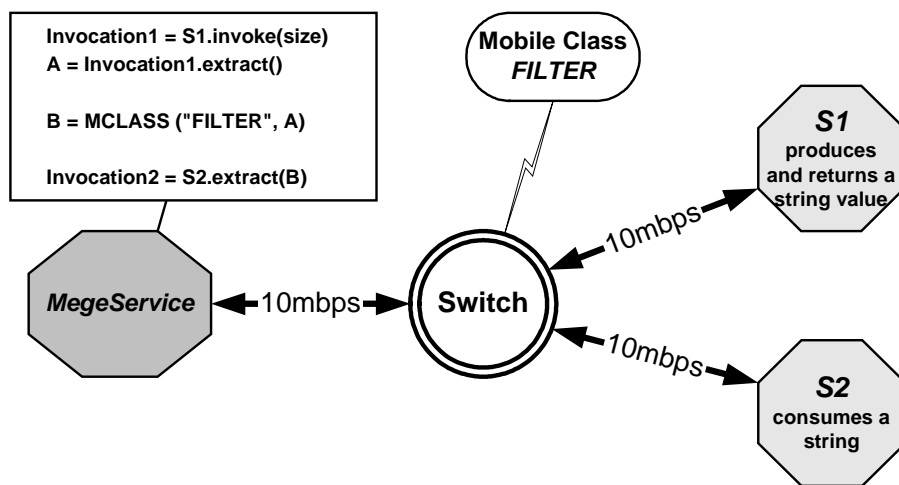 Invocation1 = S1.invoke(size)
A = Invocation1.extract()
B = MCLASS ("FILTER", A)
Invocation2 = S2.extract(B)
Mobile Class
FILTER
S1
produces
and returns a
string value
10mbps
MegeService
10mbps
Switch
10mbps
S2
consumes a
string